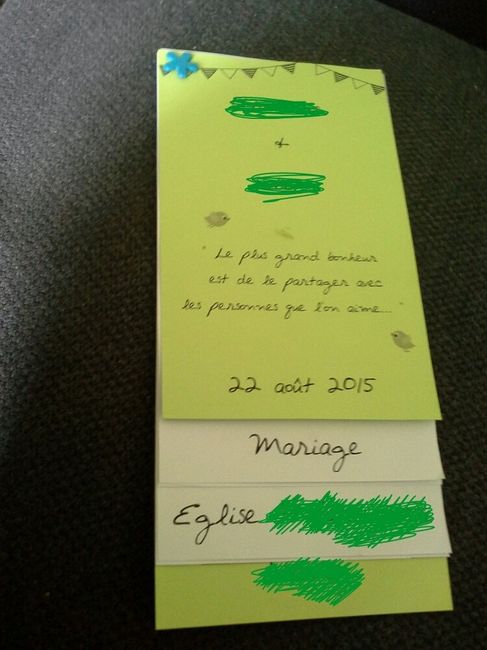 &
Le plus grand bonheur
est de le partager avec
les personnes que l'on aime...
22 août 2015
Mariage
Eglise